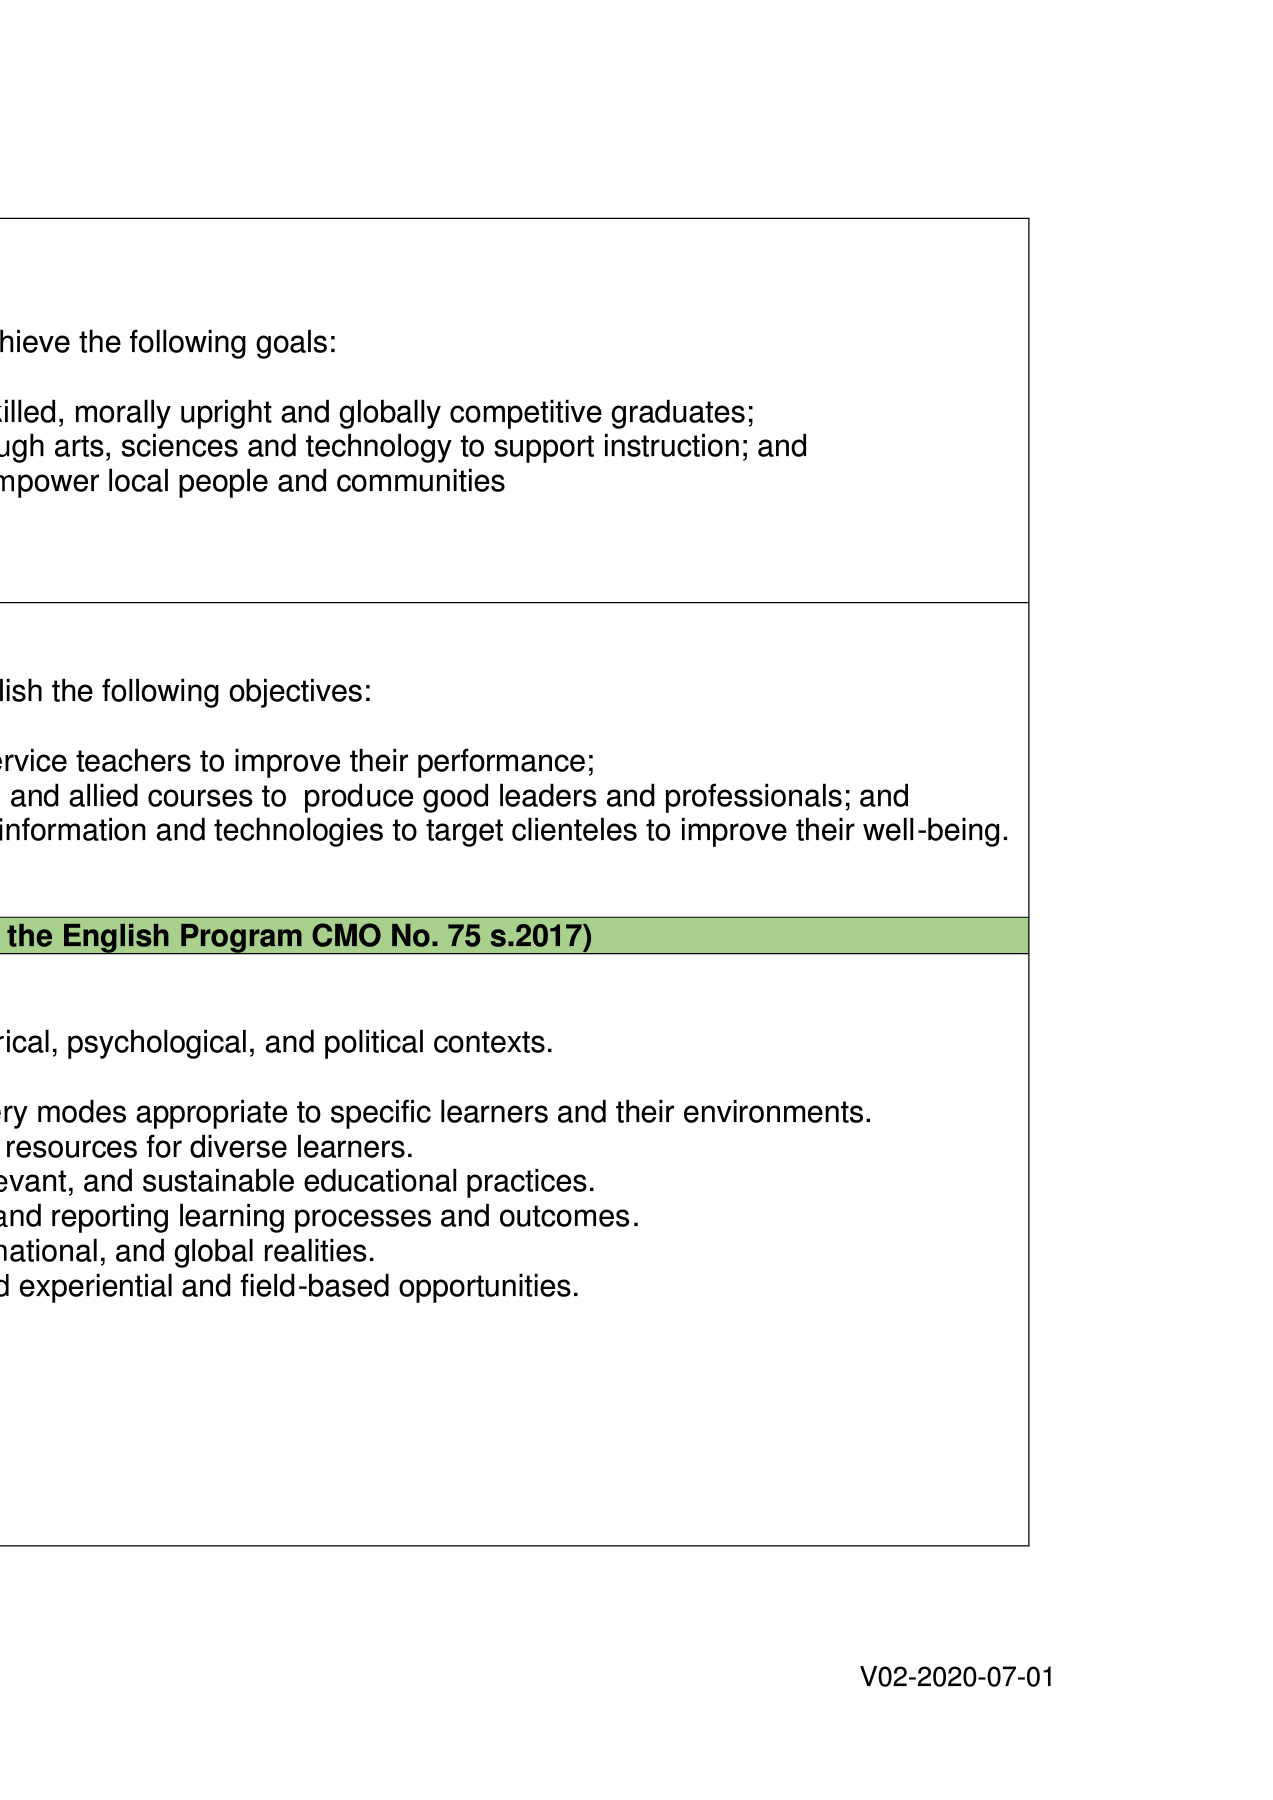 hieve the following goals:
killed, morally upright and globally competitive graduates;
ugh arts, sciences and technology to support instruction; and
mpower local people and communities
lish the following objectives:
ervice teachers to improve their performance;
and allied courses to  produce good leaders and professionals; and
information and technologies to target clienteles to improve their well-being.
the English Program CMO No. 75 s.2017)
rical, psychological, and political contexts.
ery modes appropriate to specific learners and their environments.
resources for diverse learners.
evant, and sustainable educational practices.
and reporting learning processes and outcomes.
national, and global realities.
d experiential and field-based opportunities.
V02-2020-07-01